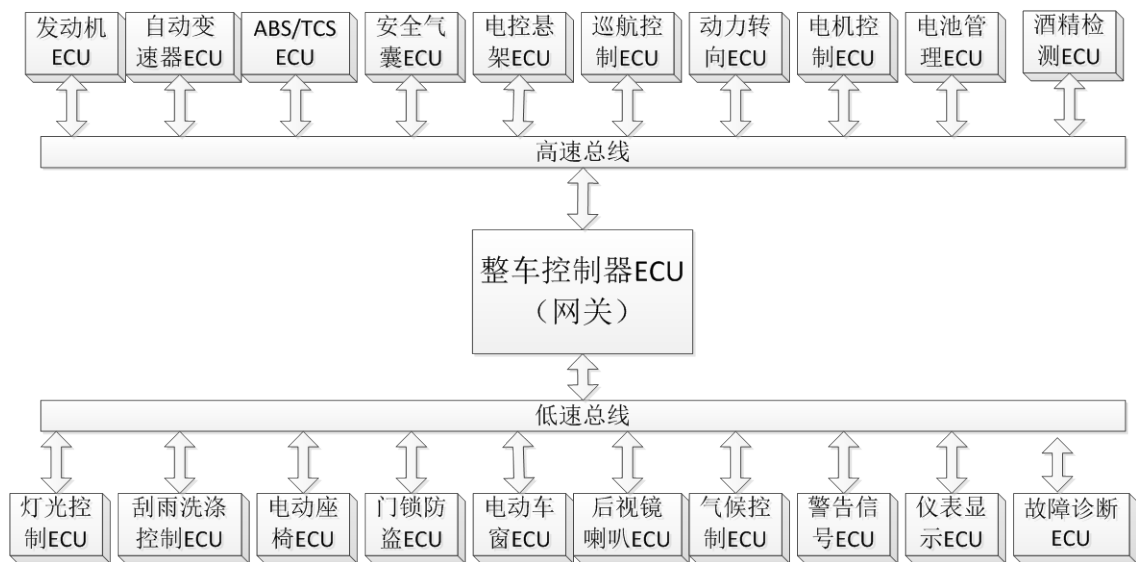 发动机
ECU
自动变
速器ECU
ABS/TCS
ECU
安全气
囊ECU
电控悬
架ECU
巡航控
制ECU
动力转
向ECU
电机控
制ECU
电池管
理ECU
酒精检
测ECU
高速总线
整车控制器ECU
（网关）
低速总线
灯光控
制ECU
刮雨洗涤
控制ECU
电动座
椅ECU
门锁防
盗ECU
电动车
窗ECU
后视镜
喇叭ECU
气候控
制ECU
警告信
号ECU
仪表显
示ECU
故障诊断
ECU